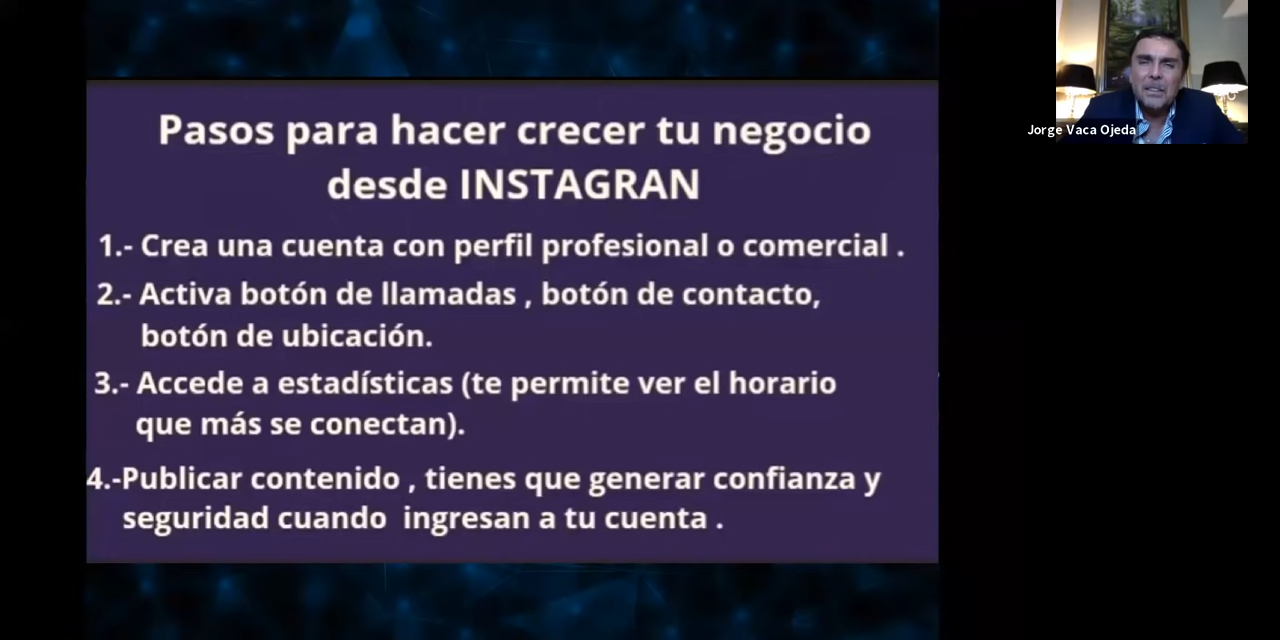 Pasos para hacer crecer tu negocio
desde INSTAGRAN
1.- Crea una cuenta con perfil profesional o comercial .
2.- Activa botón de llamadas , botón de contacto,
botón de ubicación.
3.- Accede a estadísticas (te permite ver el horario
que más se conectan).
4.-Publicar contenido , tienes que generar confianza y
seguridad cuando  ingresan a tu cuenta .
Jorge Vaca Ojeda